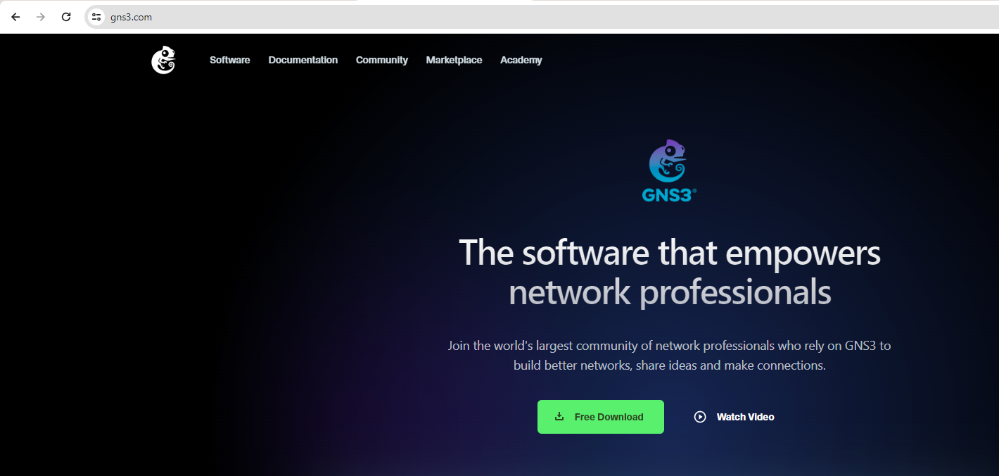 gns3.com
Software Documentation Community Marketplace Academy
GNS3®
The software that empowers
network professionals
Join the world's largest community of network professionals who rely on GNS3 to
build better networks, share ideas and make connections.
Free Download Watch Video